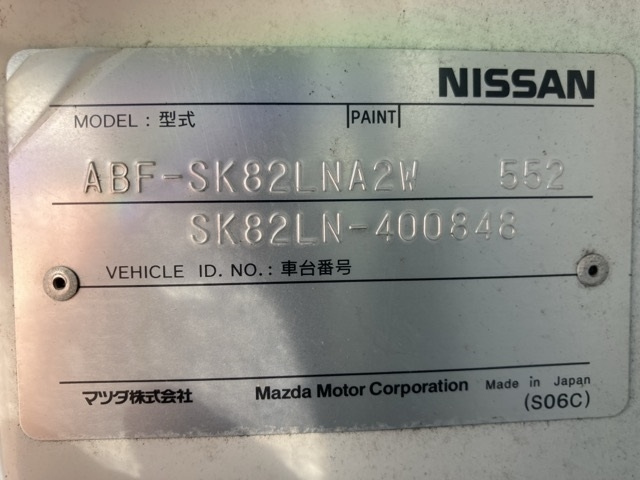 NISSAN
MODEL : 型式 PAINT
ABF-SK82LNA2W 552
SK82LN-400848
VEHICLE ID. NO. : 車台番号
マツダ株式会社 Mazda Motor Corporation Made in Japan
(S06C)